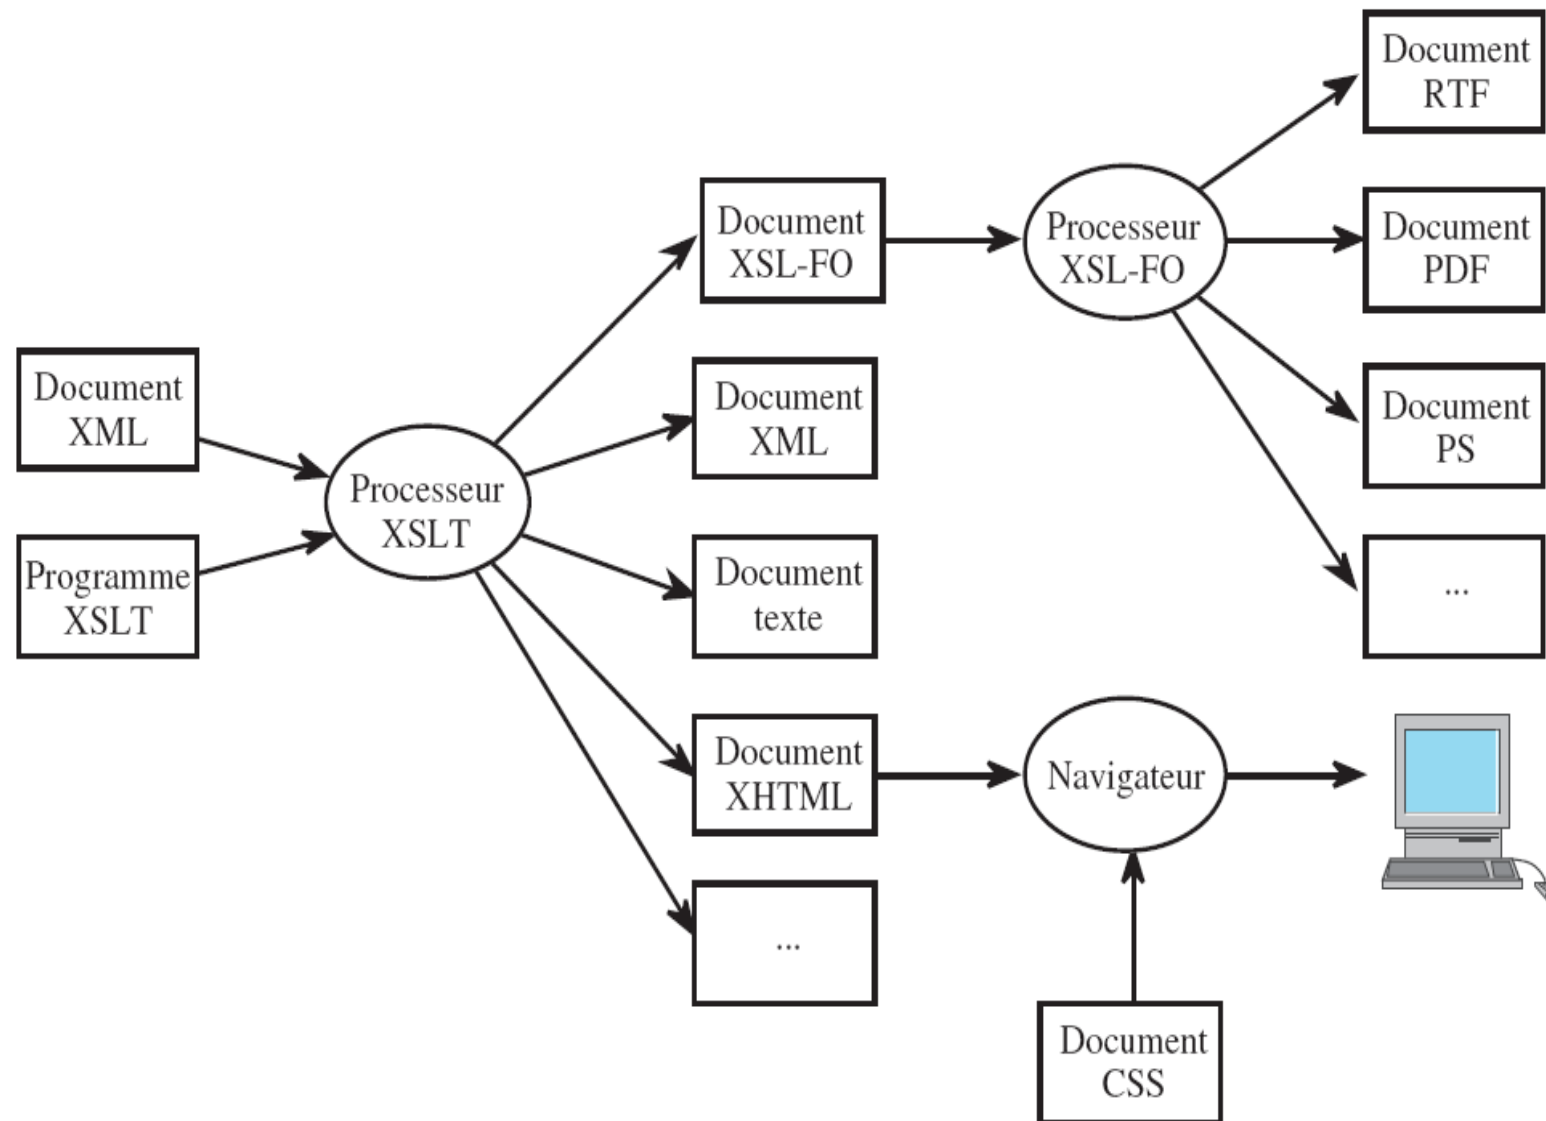 Document
RTF
Document
XSL-FO
Processeur
XSL-FO
Document
PDF
Document
XML
Document
XML
Document
PS
Processeur
XSLT
Programme
XSLT
Document
texte
...
Document
XHTML
Navigateur
...
Document
CSS